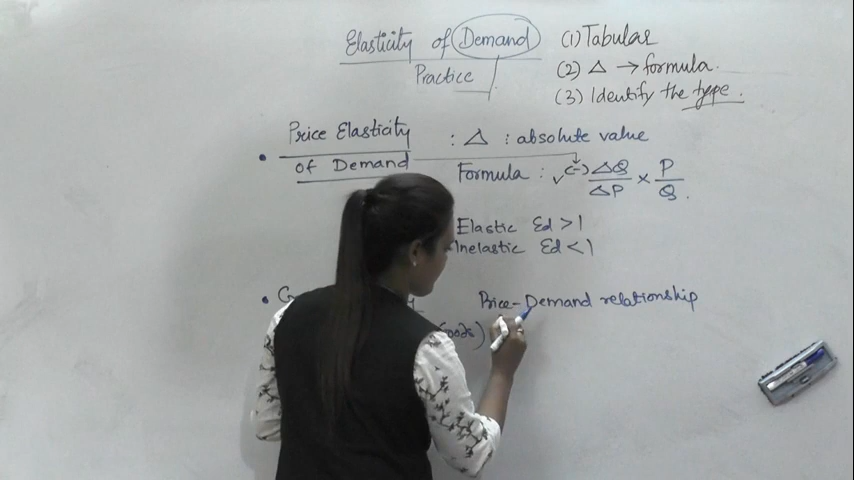 Elasticity of Demand
Practice
(1) Tabular
(2) Δ → formula.
(3) Identify the type.
• Price Elasticity of Demand
: Δ : absolute value
Formula : ✓ (-) ΔQ/ΔP × P/Q.
Elastic Ed > 1
Inelastic Ed < 1
•
Price-Demand relationship